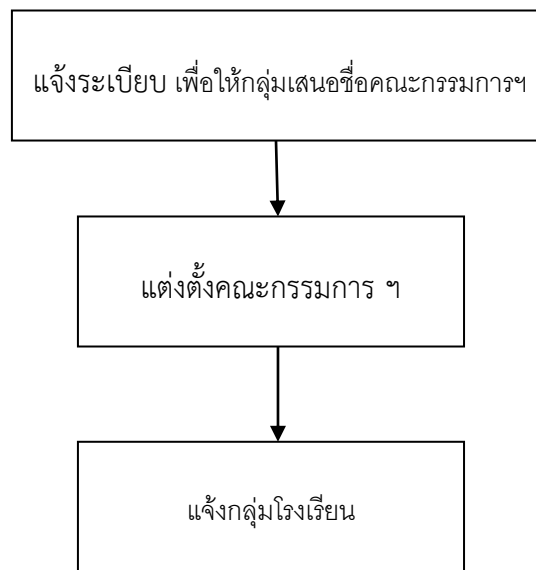 แจ้งระเบียบ เพื่อให้กลุ่มเสนอชื่อคณะกรรมการฯ
แต่งตั้งคณะกรรมการ ฯ
แจ้งกลุ่มโรงเรียน